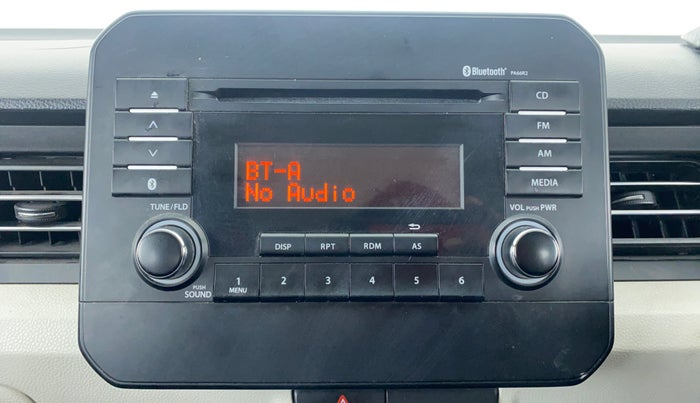 Bluetooth PA66R2
CD
FM
AM
MEDIA
BT-A
No Audio
TUNE/FLD
VOL PUSH PWR
DISP RPT RDM AS
PUSH
SOUND
1 2 3 4 5 6
MENU